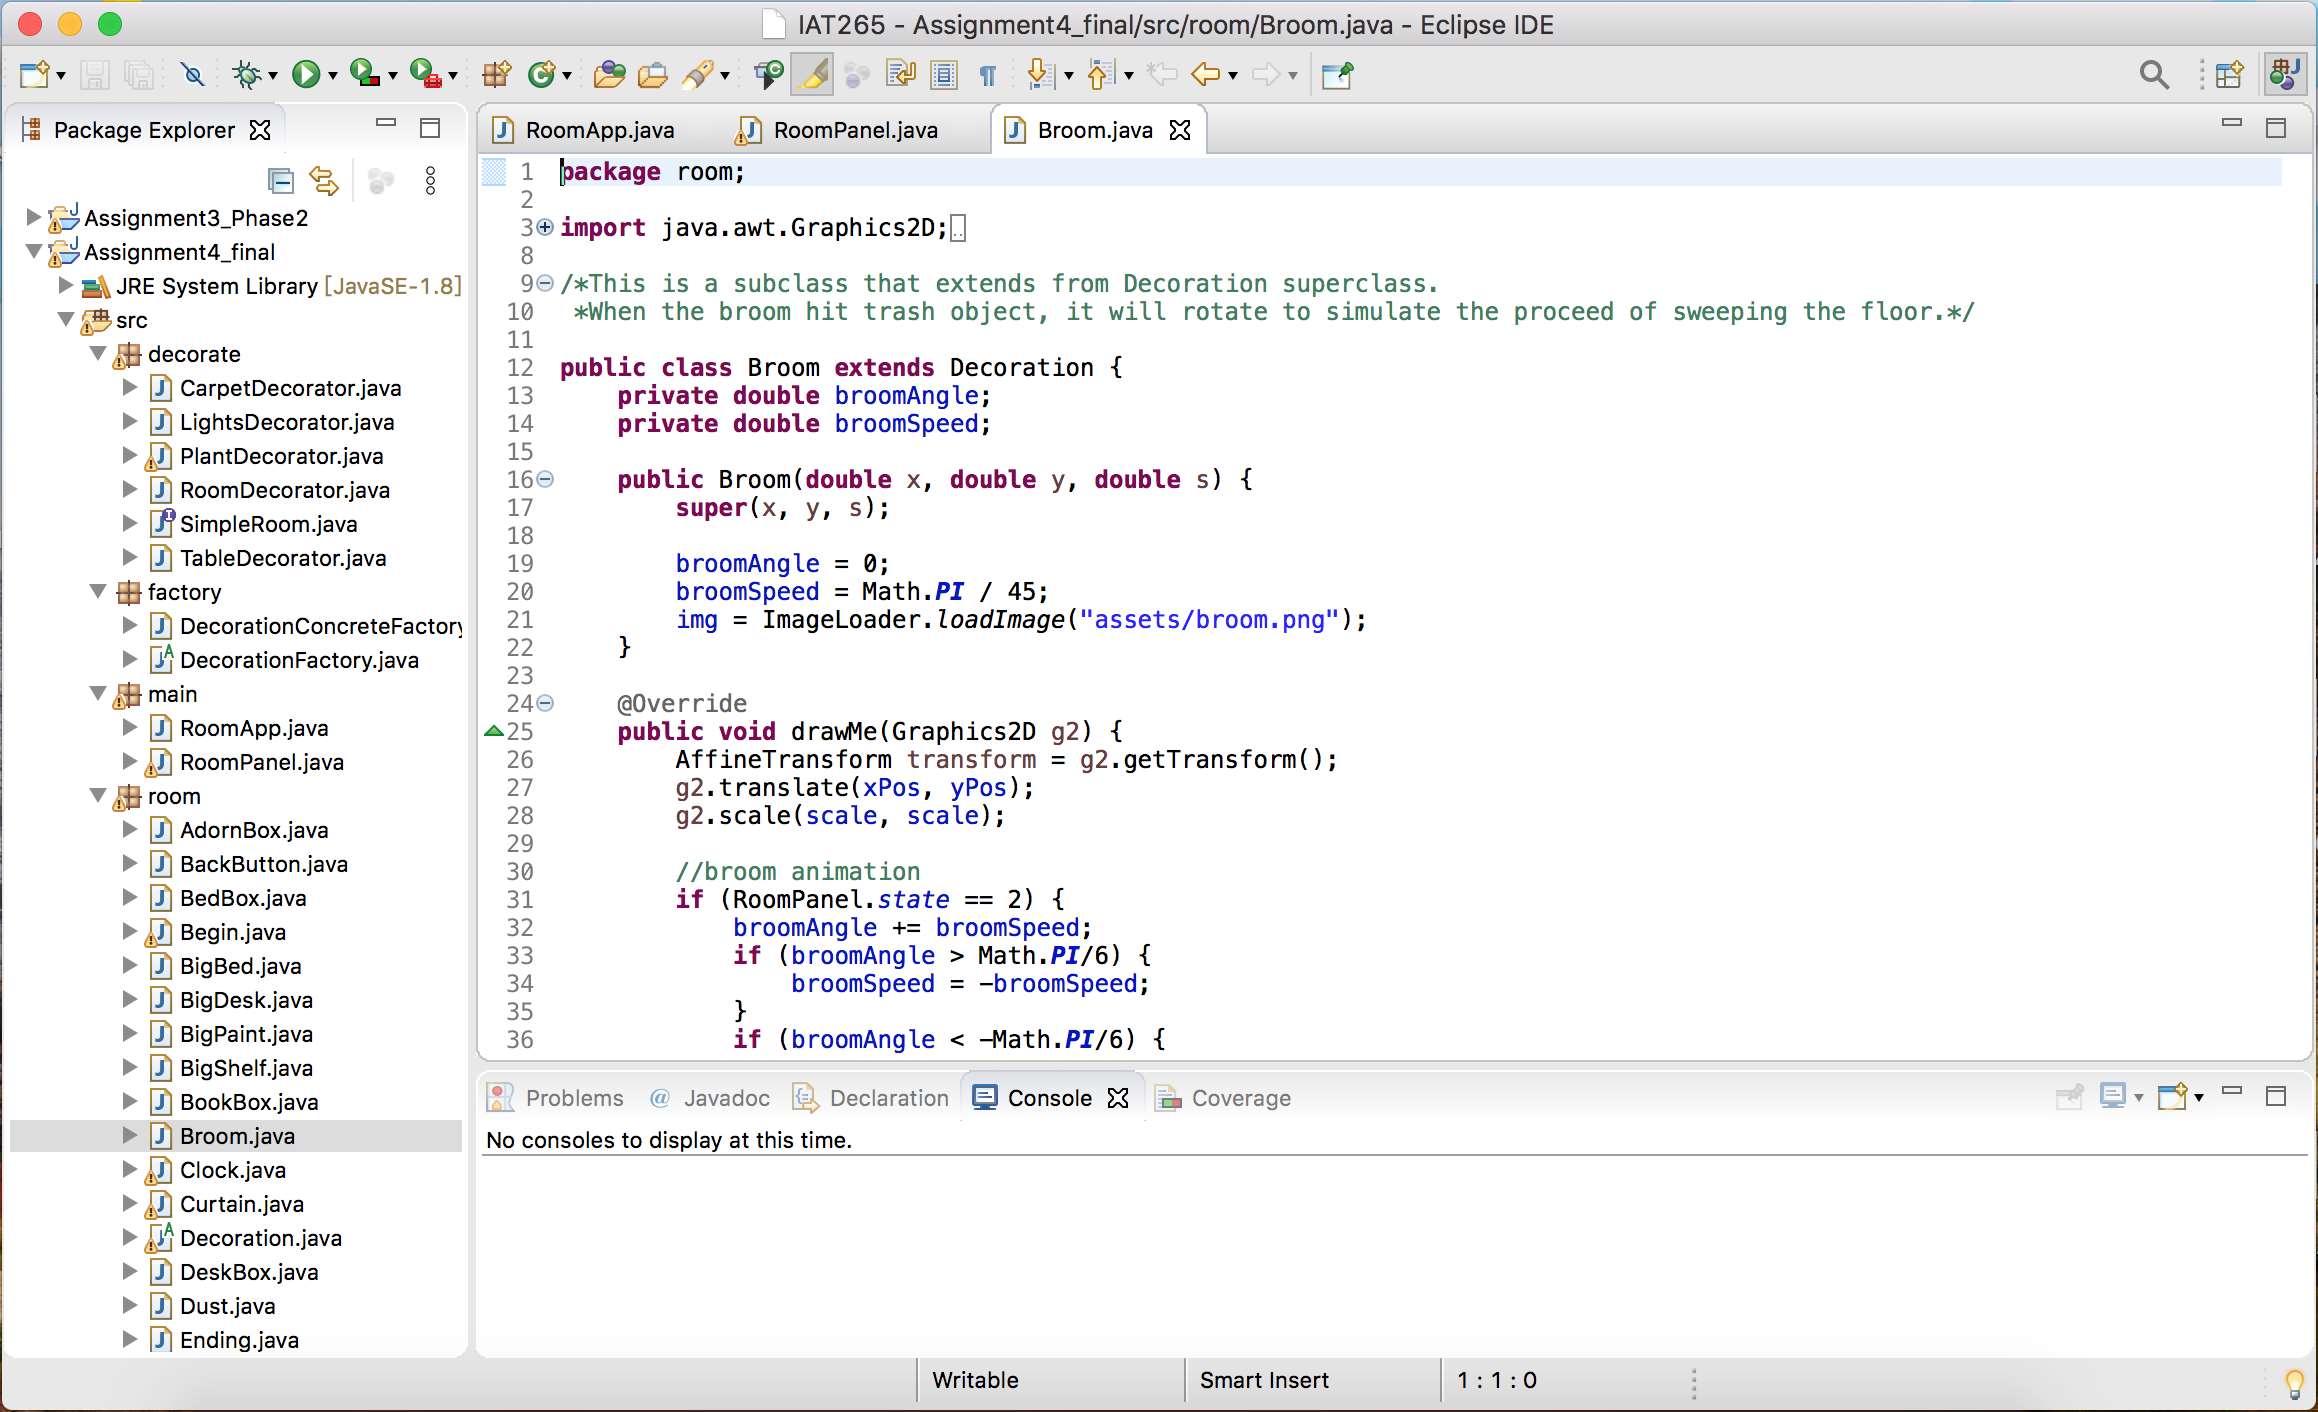 IAT265 - Assignment4_final/src/room/Broom.java - Eclipse IDE
Package Explorer
Assignment3_Phase2
Assignment4_final
JRE System Library [JavaSE-1.8]
src
decorate
CarpetDecorator.java
LightsDecorator.java
PlantDecorator.java
RoomDecorator.java
SimpleRoom.java
TableDecorator.java
factory
DecorationConcreteFactory
DecorationFactory.java
main
RoomApp.java
RoomPanel.java
room
AdornBox.java
BackButton.java
BedBox.java
Begin.java
BigBed.java
BigDesk.java
BigPaint.java
BigShelf.java
BookBox.java
Broom.java
Clock.java
Curtain.java
Decoration.java
DeskBox.java
Dust.java
Ending.java
RoomApp.java RoomPanel.java Broom.java
1 package room;
2
3 import java.awt.Graphics2D;
8
9 /*This is a subclass that extends from Decoration superclass.
10 *When the broom hit trash object, it will rotate to simulate the proceed of sweeping the floor.*/
11
12 public class Broom extends Decoration {
13 private double broomAngle;
14 private double broomSpeed;
15
16 public Broom(double x, double y, double s) {
17 super(x, y, s);
18
19 broomAngle = 0;
20 broomSpeed = Math.PI / 45;
21 img = ImageLoader.loadImage("assets/broom.png");
22 }
23
24 @Override
25 public void drawMe(Graphics2D g2) {
26 AffineTransform transform = g2.getTransform();
27 g2.translate(xPos, yPos);
28 g2.scale(scale, scale);
29
30 //broom animation
31 if (RoomPanel.state == 2) {
32 broomAngle += broomSpeed;
33 if (broomAngle > Math.PI/6) {
34 broomSpeed = -broomSpeed;
35 }
36 if (broomAngle < -Math.PI/6) {
Problems Javadoc Declaration Console Coverage
No consoles to display at this time.
Writable Smart Insert 1 : 1 : 0